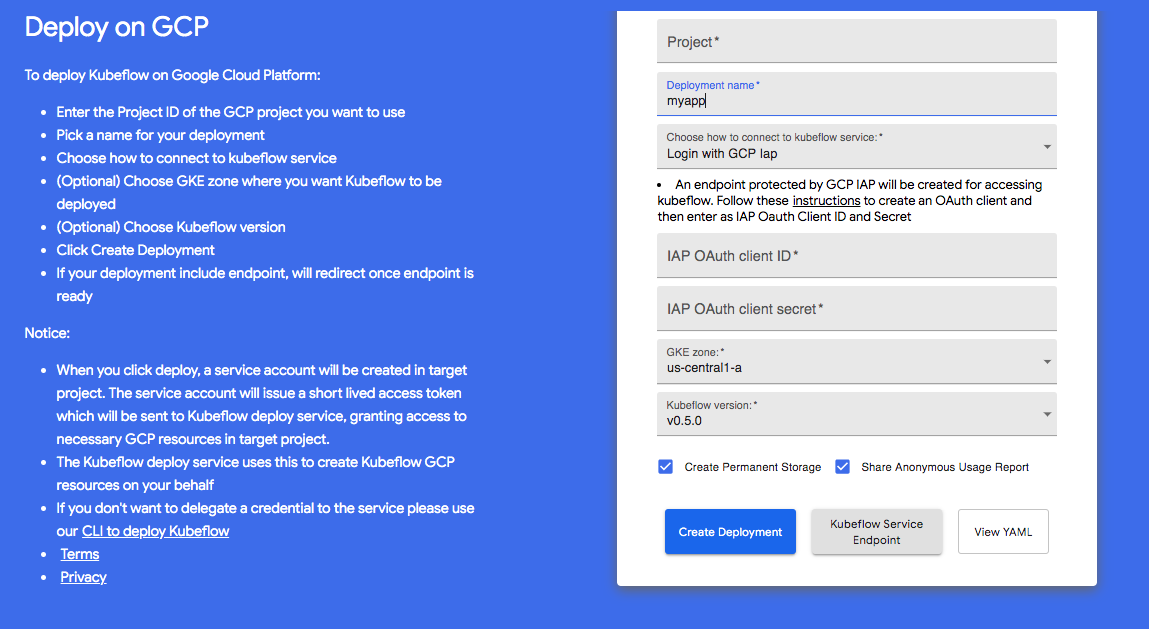 Deploy on GCP
To deploy Kubeflow on Google Cloud Platform:
• Enter the Project ID of the GCP project you want to use
• Pick a name for your deployment
• Choose how to connect to kubeflow service
• (Optional) Choose GKE zone where you want Kubeflow to be
deployed
• (Optional) Choose Kubeflow version
• Click Create Deployment
• If your deployment include endpoint, will redirect once endpoint is
ready
Notice:
• When you click deploy, a service account will be created in target
project. The service account will issue a short lived access token
which will be sent to Kubeflow deploy service, granting access to
necessary GCP resources in target project.
• The Kubeflow deploy service uses this to create Kubeflow GCP
resources on your behalf
• If you don't want to delegate a credential to the service please use
our CLI to deploy Kubeflow
• Terms
• Privacy
Project*
Deployment name*
myapp
Choose how to connect to kubeflow service:*
Login with GCP Iap
• An endpoint protected by GCP IAP will be created for accessing
kubeflow. Follow these instructions to create an OAuth client and
then enter as IAP Oauth Client ID and Secret
IAP OAuth client ID*
IAP OAuth client secret*
GKE zone:*
us-central1-a
Kubeflow version:*
v0.5.0
Create Permanent Storage Share Anonymous Usage Report
Create Deployment
Kubeflow Service
Endpoint
View YAML